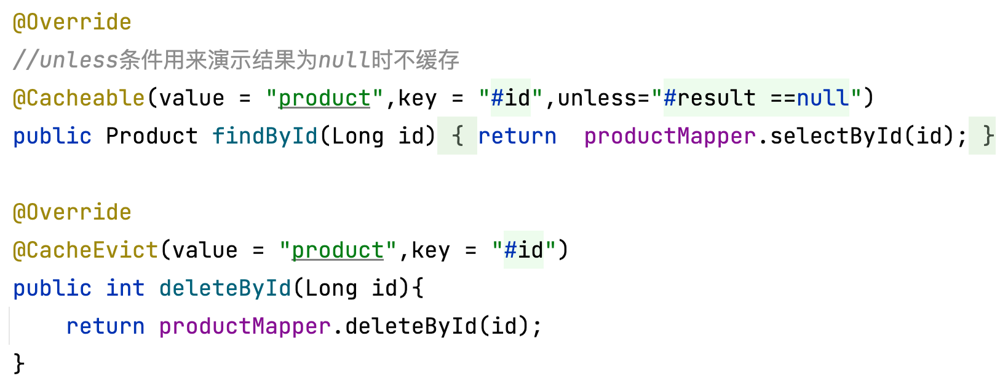 @Override
//unless条件用来演示结果为null时不缓存
@Cacheable(value = "product",key = "#id",unless="#result ==null")
public Product findById(Long id) { return  productMapper.selectById(id); }
@Override
@CacheEvict(value = "product",key = "#id")
public int deleteById(Long id){
    return productMapper.deleteById(id);
}